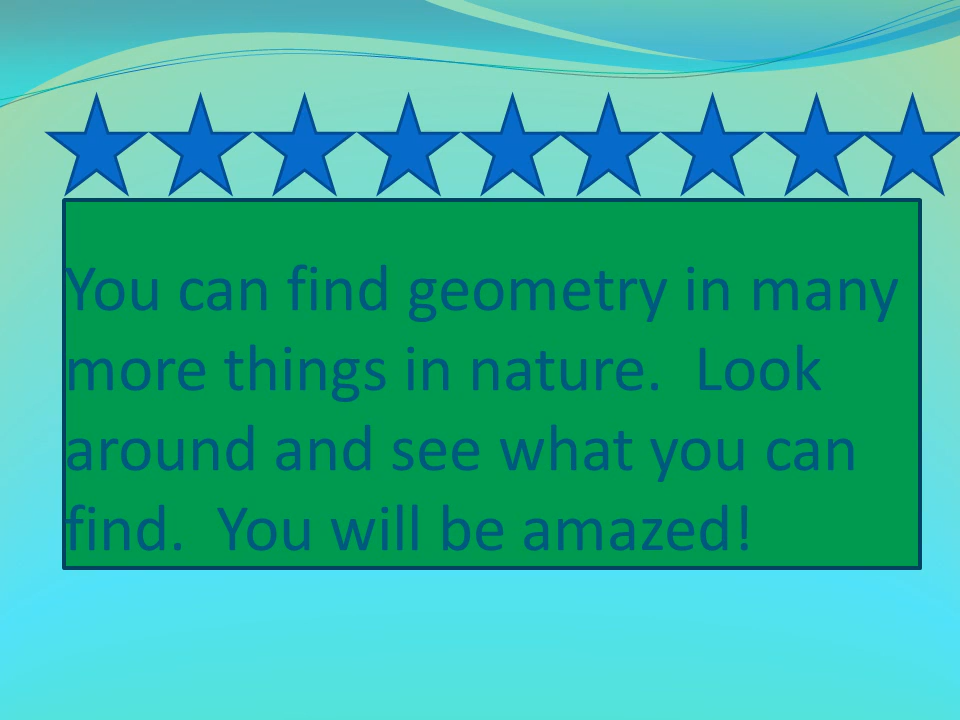 You can find geometry in many
more things in nature.  Look
around and see what you can
find.  You will be amazed!